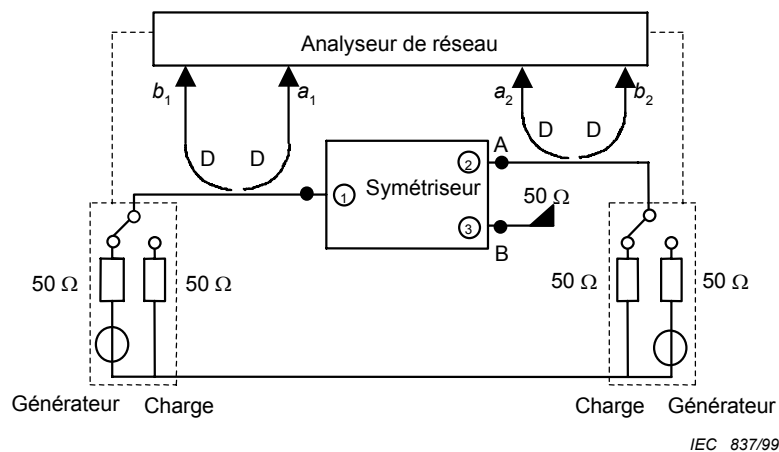 Analyseur de réseau
b1 a1 a2 b2
D D D D
A
② Symétriseur ①
50 Ω
③
B
50 Ω 50 Ω 50 Ω 50 Ω
Générateur Charge Charge Générateur
IEC 837/99